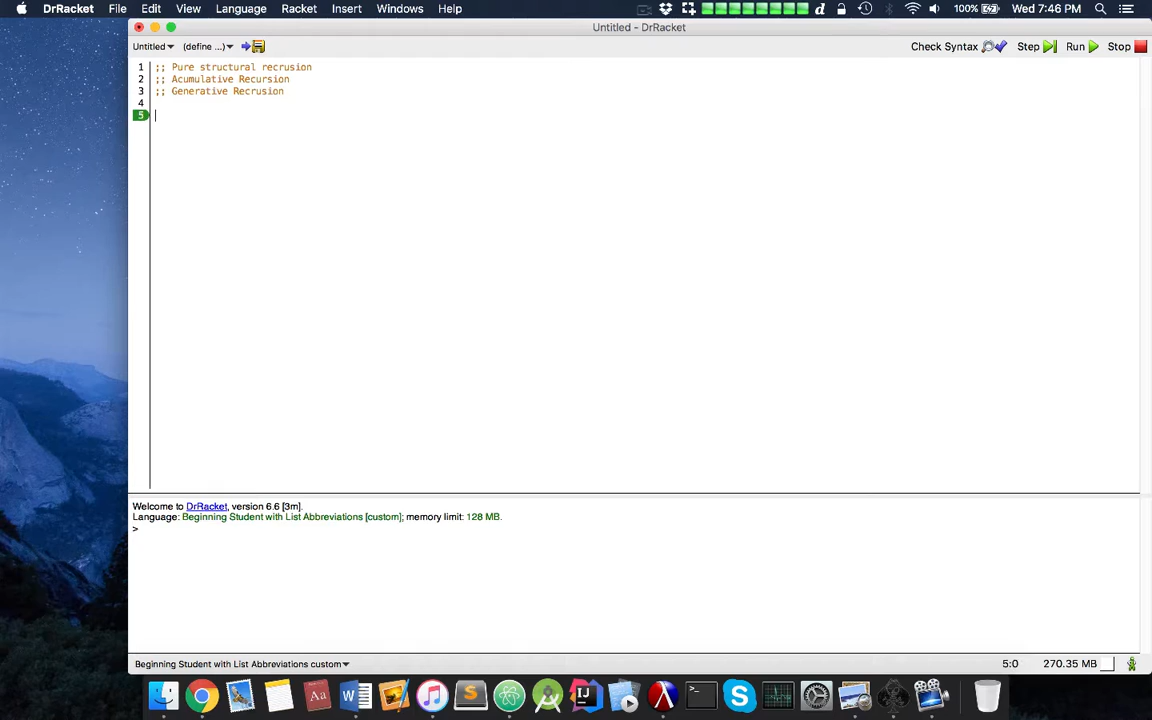 DrRacket File Edit View Language Racket Insert Windows Help 100% Wed 7:46 PM
Untitled - DrRacket
Untitled (define ...) Check Syntax Step Run Stop
1 ;; Pure structural recrusion
2 ;; Acumulative Recursion
3 ;; Generative Recrusion
4
5
Welcome to DrRacket, version 6.6 [3m].
Language: Beginning Student with List Abbreviations [custom]; memory limit: 128 MB.
>
Beginning Student with List Abbreviations custom 5:0 270.35 MB